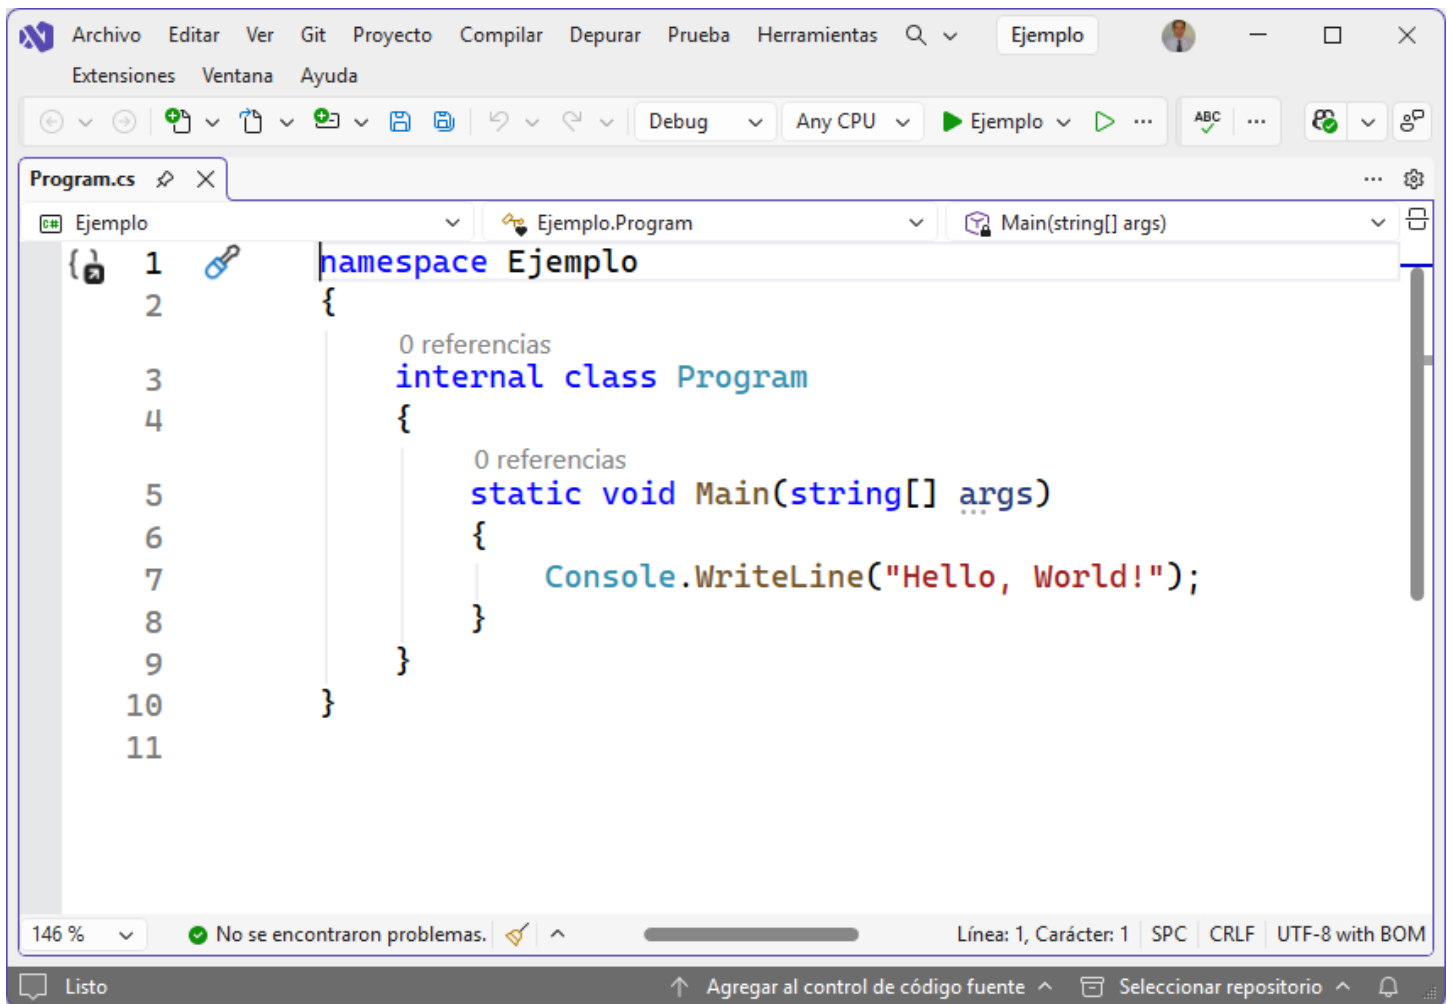 Archivo Editar Ver Git Proyecto Compilar Depurar Prueba Herramientas Ejemplo
Extensiones Ventana Ayuda
Debug Any CPU Ejemplo ABC
Program.cs
C# Ejemplo Ejemplo.Program Main(string[] args)
1 namespace Ejemplo
2 {
0 referencias
3 internal class Program
4 {
0 referencias
5 static void Main(string[] args)
6 {
7 Console.WriteLine("Hello, World!");
8 }
9 }
10 }
11
146 % No se encontraron problemas. Línea: 1, Carácter: 1 SPC CRLF UTF-8 with BOM
Listo Agregar al control de código fuente Seleccionar repositorio